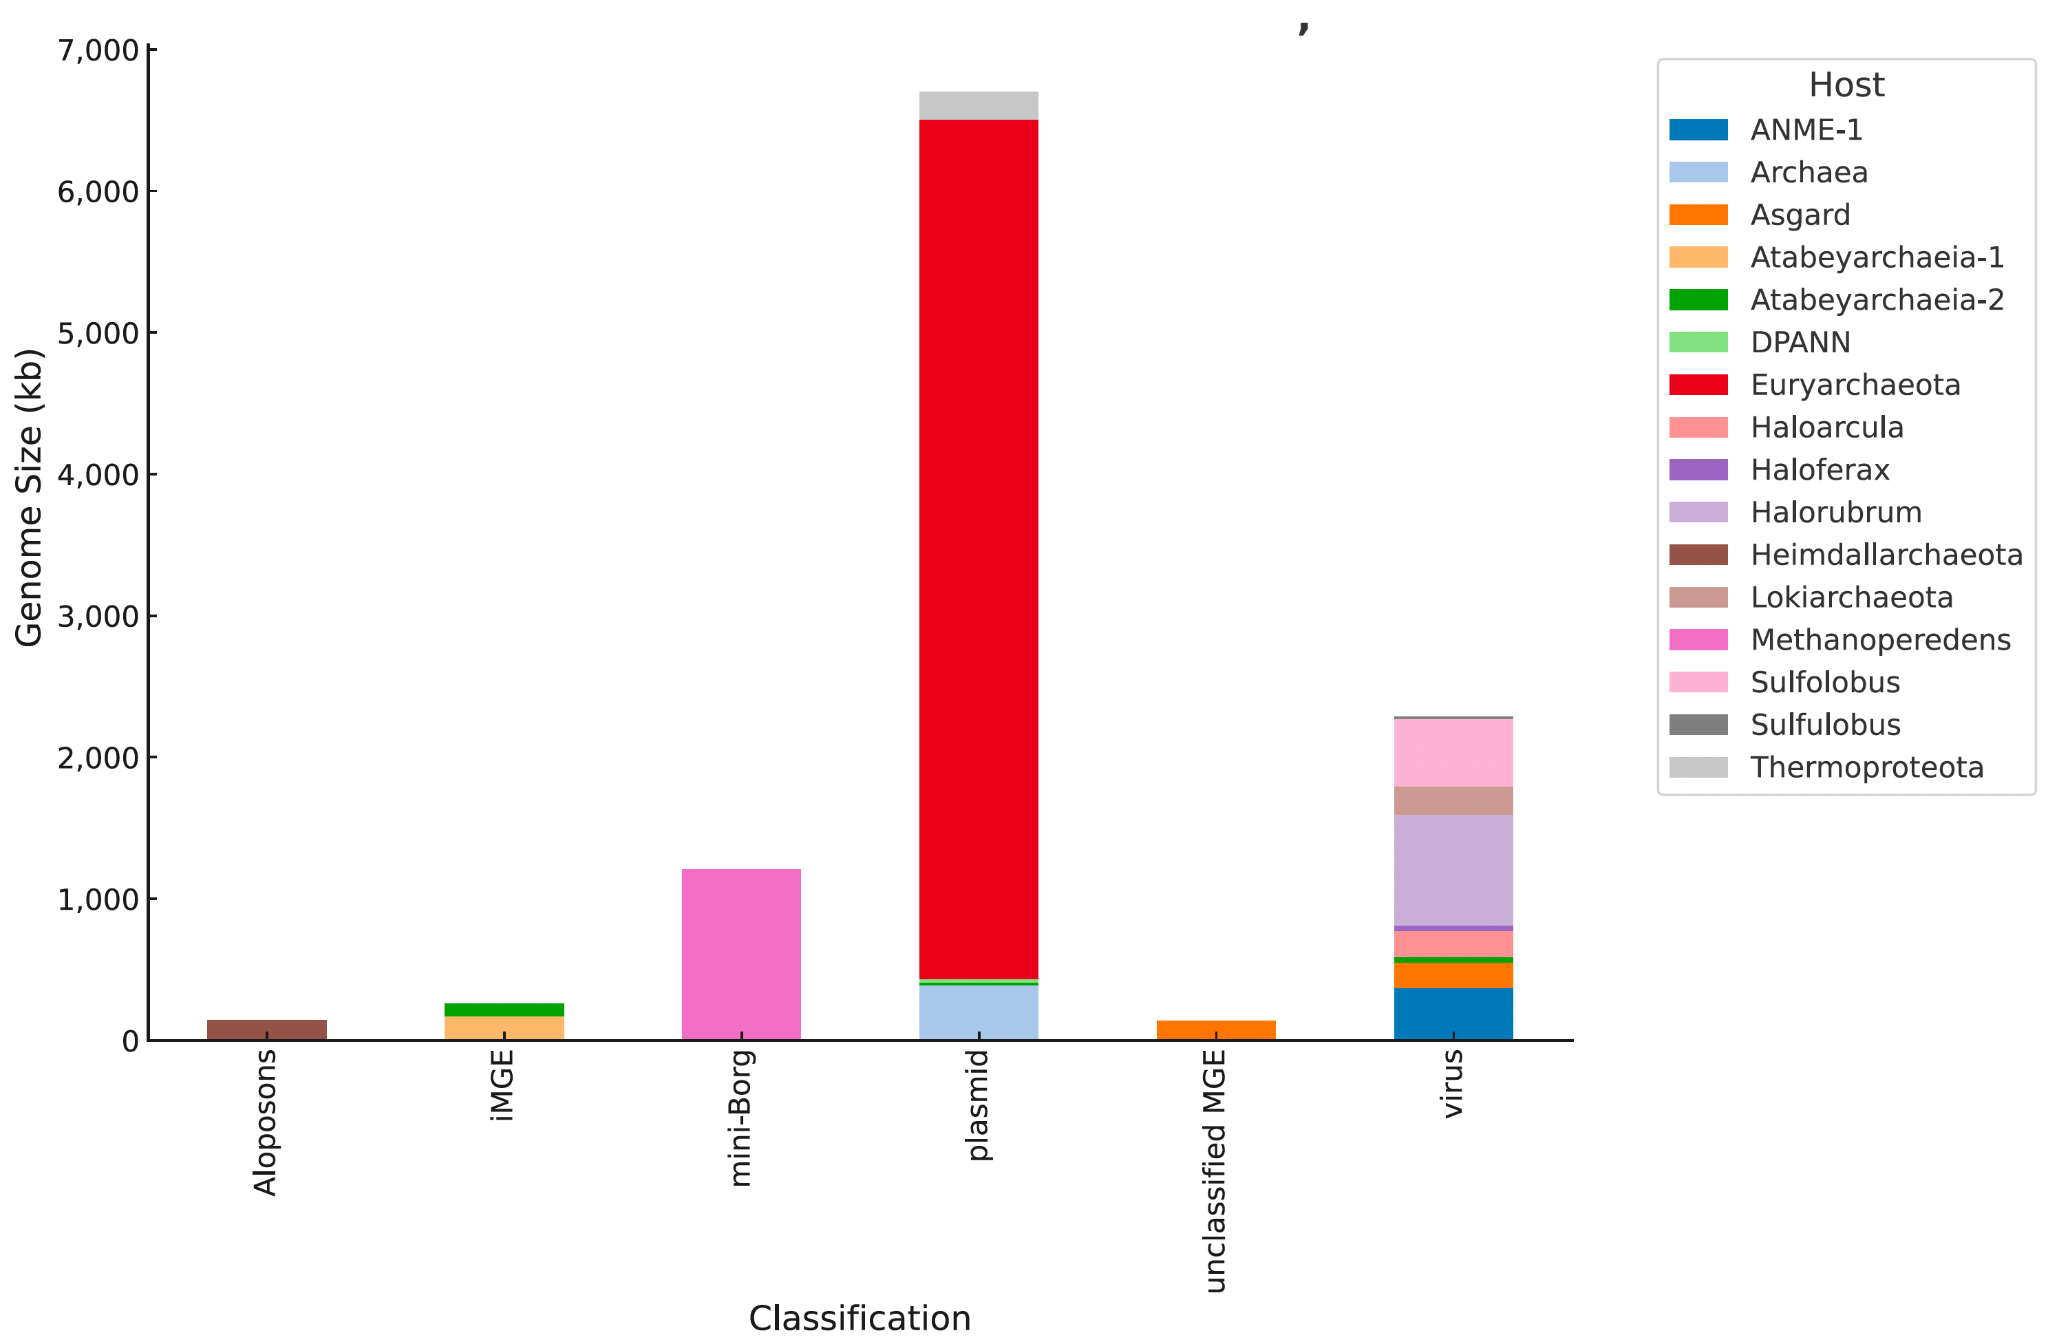 ,
7,000
6,000
5,000
4,000
3,000
2,000
1,000
0
Genome Size (kb)
Aloposons
iMGE
mini-Borg
plasmid
unclassified MGE
virus
Classification
Host
ANME-1
Archaea
Asgard
Atabeyarchaeia-1
Atabeyarchaeia-2
DPANN
Euryarchaeota
Haloarcula
Haloferax
Halorubrum
Heimdallarchaeota
Lokiarchaeota
Methanoperedens
Sulfolobus
Sulfulobus
Thermoproteota